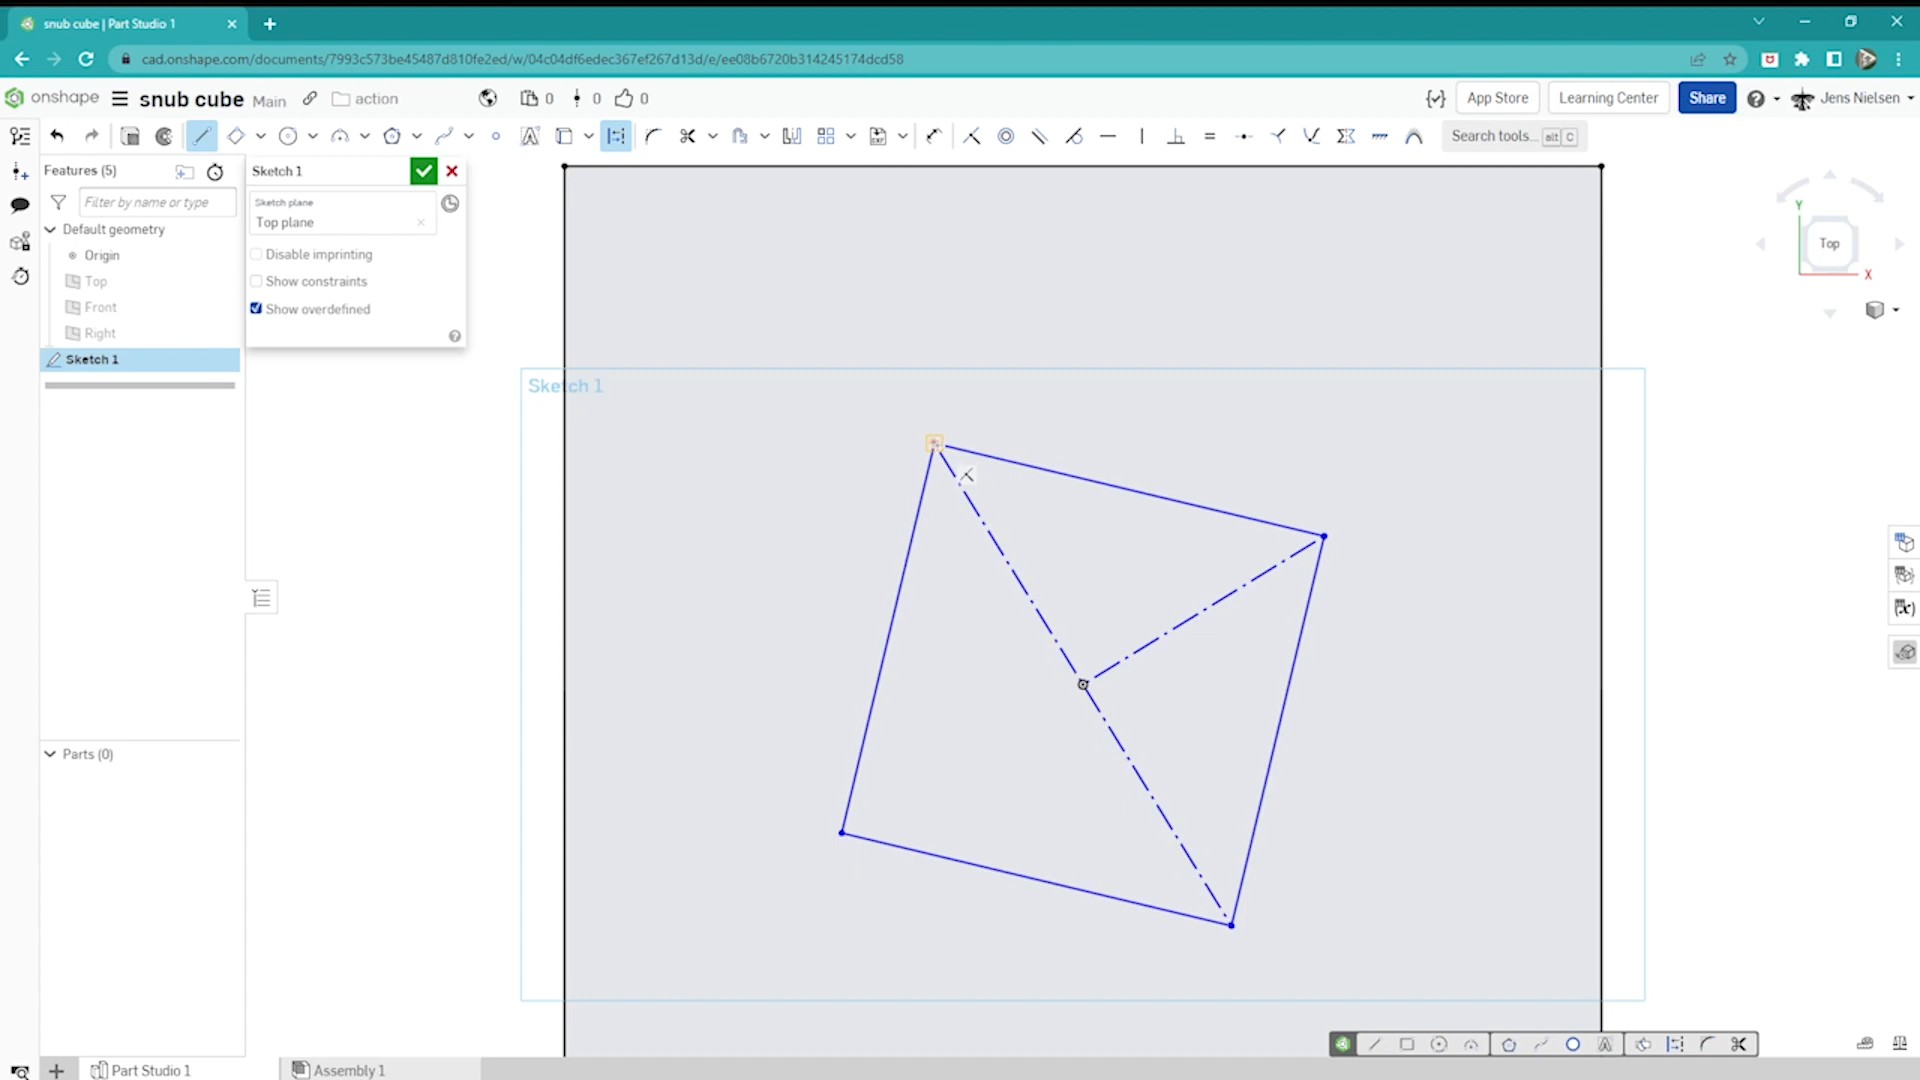 snub cube | Part Studio 1
cad.onshape.com/documents/7993c573be45487d810fe2ed/w/04c04df6edec367ef267d13d/e/ee08b6720b314245174dcd58
onshape snub cube Main action 0 0 0 App Store Learning Center Share Jens Nielsen
Search tools... alt C
Features (5)
Filter by name or type
Default geometry
Origin
Top
Front
Right
Sketch 1
Sketch 1
Sketch plane
Top plane
Disable imprinting
Show constraints
Show overdefined
Sketch 1
Y
Top
X
(x)
Parts (0)
Part Studio 1
Assembly 1